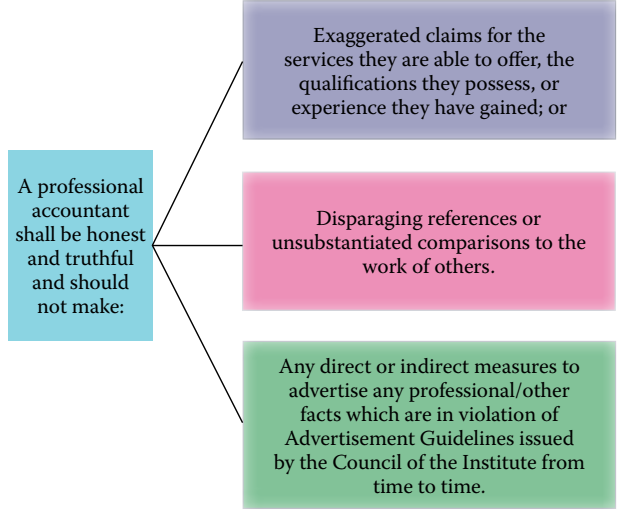 A professional
accountant
shall be honest
and truthful
and should
not make:
Exaggerated claims for the
services they are able to offer, the
qualifications they possess, or
experience they have gained; or
Disparaging references or
unsubstantiated comparisons to the
work of others.
Any direct or indirect measures to
advertise any professional/other
facts which are in violation of
Advertisement Guidelines issued
by the Council of the Institute from
time to time.